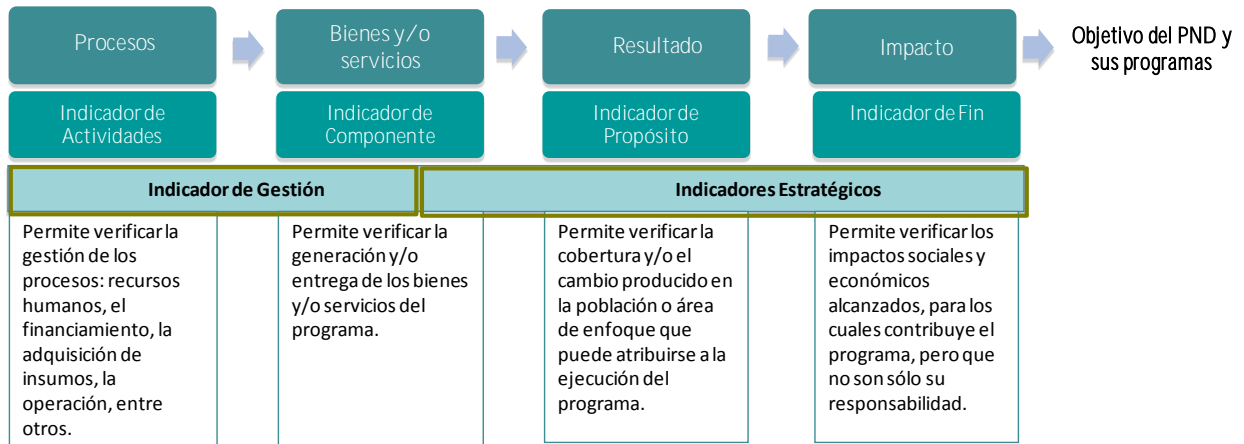 Procesos
Bienes y/o
servicios
Resultado
Impacto
Objetivo del PND y
sus programas
Indicador de
Actividades
Indicador de
Componente
Indicador de
Propósito
Indicador de Fin
Indicador de Gestión
Indicadores Estratégicos
Permite verificar la
gestión de los
procesos: recursos
humanos, el
financiamiento, la
adquisición de
insumos, la
operación, entre
otros.
Permite verificar la
generación y/o
entrega de los bienes
y/o servicios del
programa.
Permite verificar la
cobertura y/o el
cambio producido en
la población o área
de enfoque que
puede atribuirse a la
ejecución del
programa.
Permite verificar los
impactos sociales y
económicos
alcanzados, para los
cuales contribuye el
programa, pero que
no son sólo su
responsabilidad.